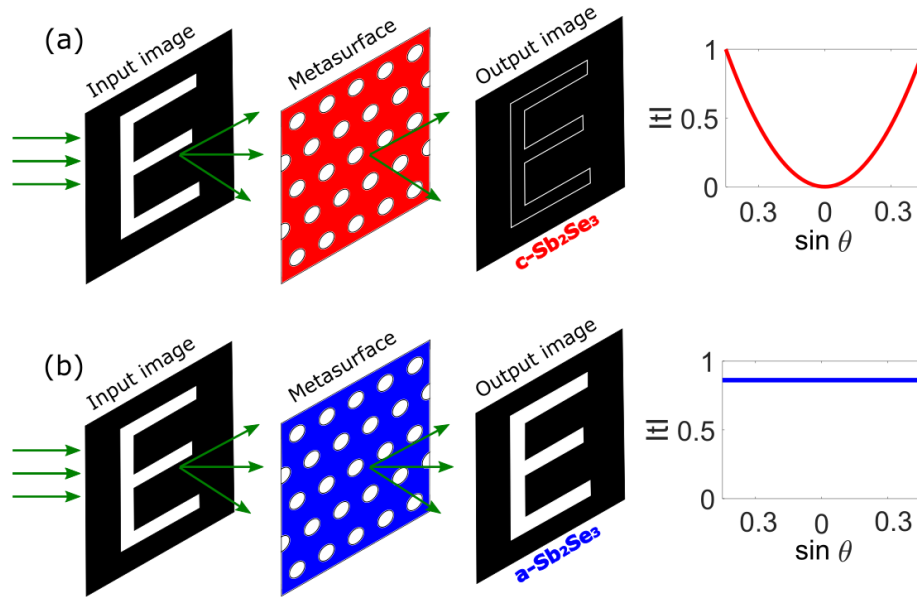 (a)
Input image
E
Metasurface
Output image
E
c-Sb₂Se₃
1
0.5
0
|t|
0.3 0 0.3
sin θ
(b)
Input image
E
Metasurface
Output image
E
a-Sb₂Se₃
1
0.5
0
|t|
0.3 0 0.3
sin θ